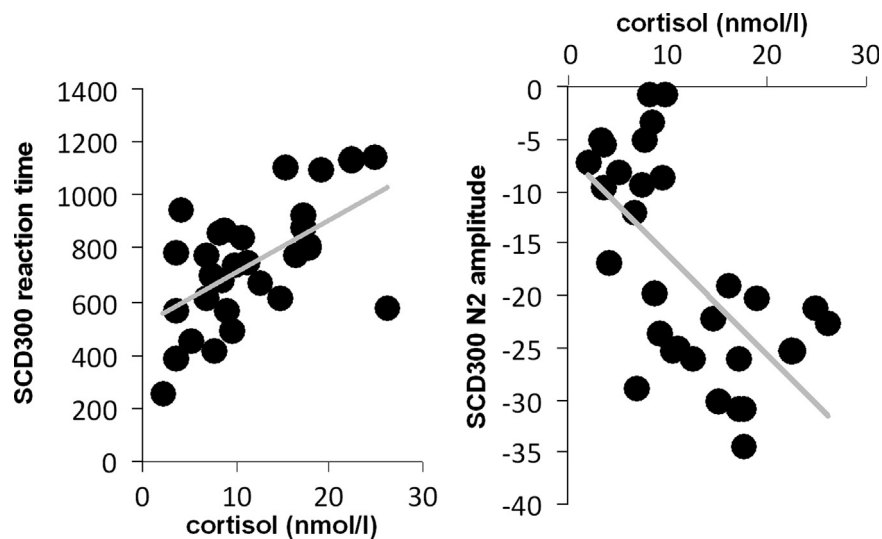 SCD300 reaction time
1400
1200
1000
800
600
400
200
0
0 10 20 30
cortisol (nmol/l)
cortisol (nmol/l)
0 10 20 30
SCD300 N2 amplitude
0
-5
-10
-15
-20
-25
-30
-35
-40